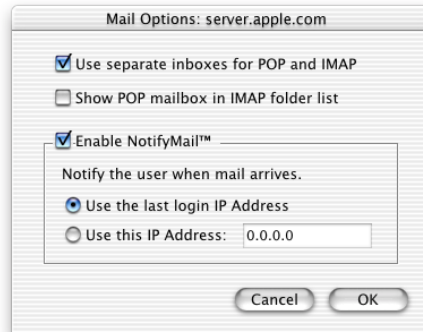 Mail Options: server.apple.com
Use separate inboxes for POP and IMAP
Show POP mailbox in IMAP folder list
Enable NotifyMail™
Notify the user when mail arrives.
Use the last login IP Address
Use this IP Address: 0.0.0.0
Cancel OK